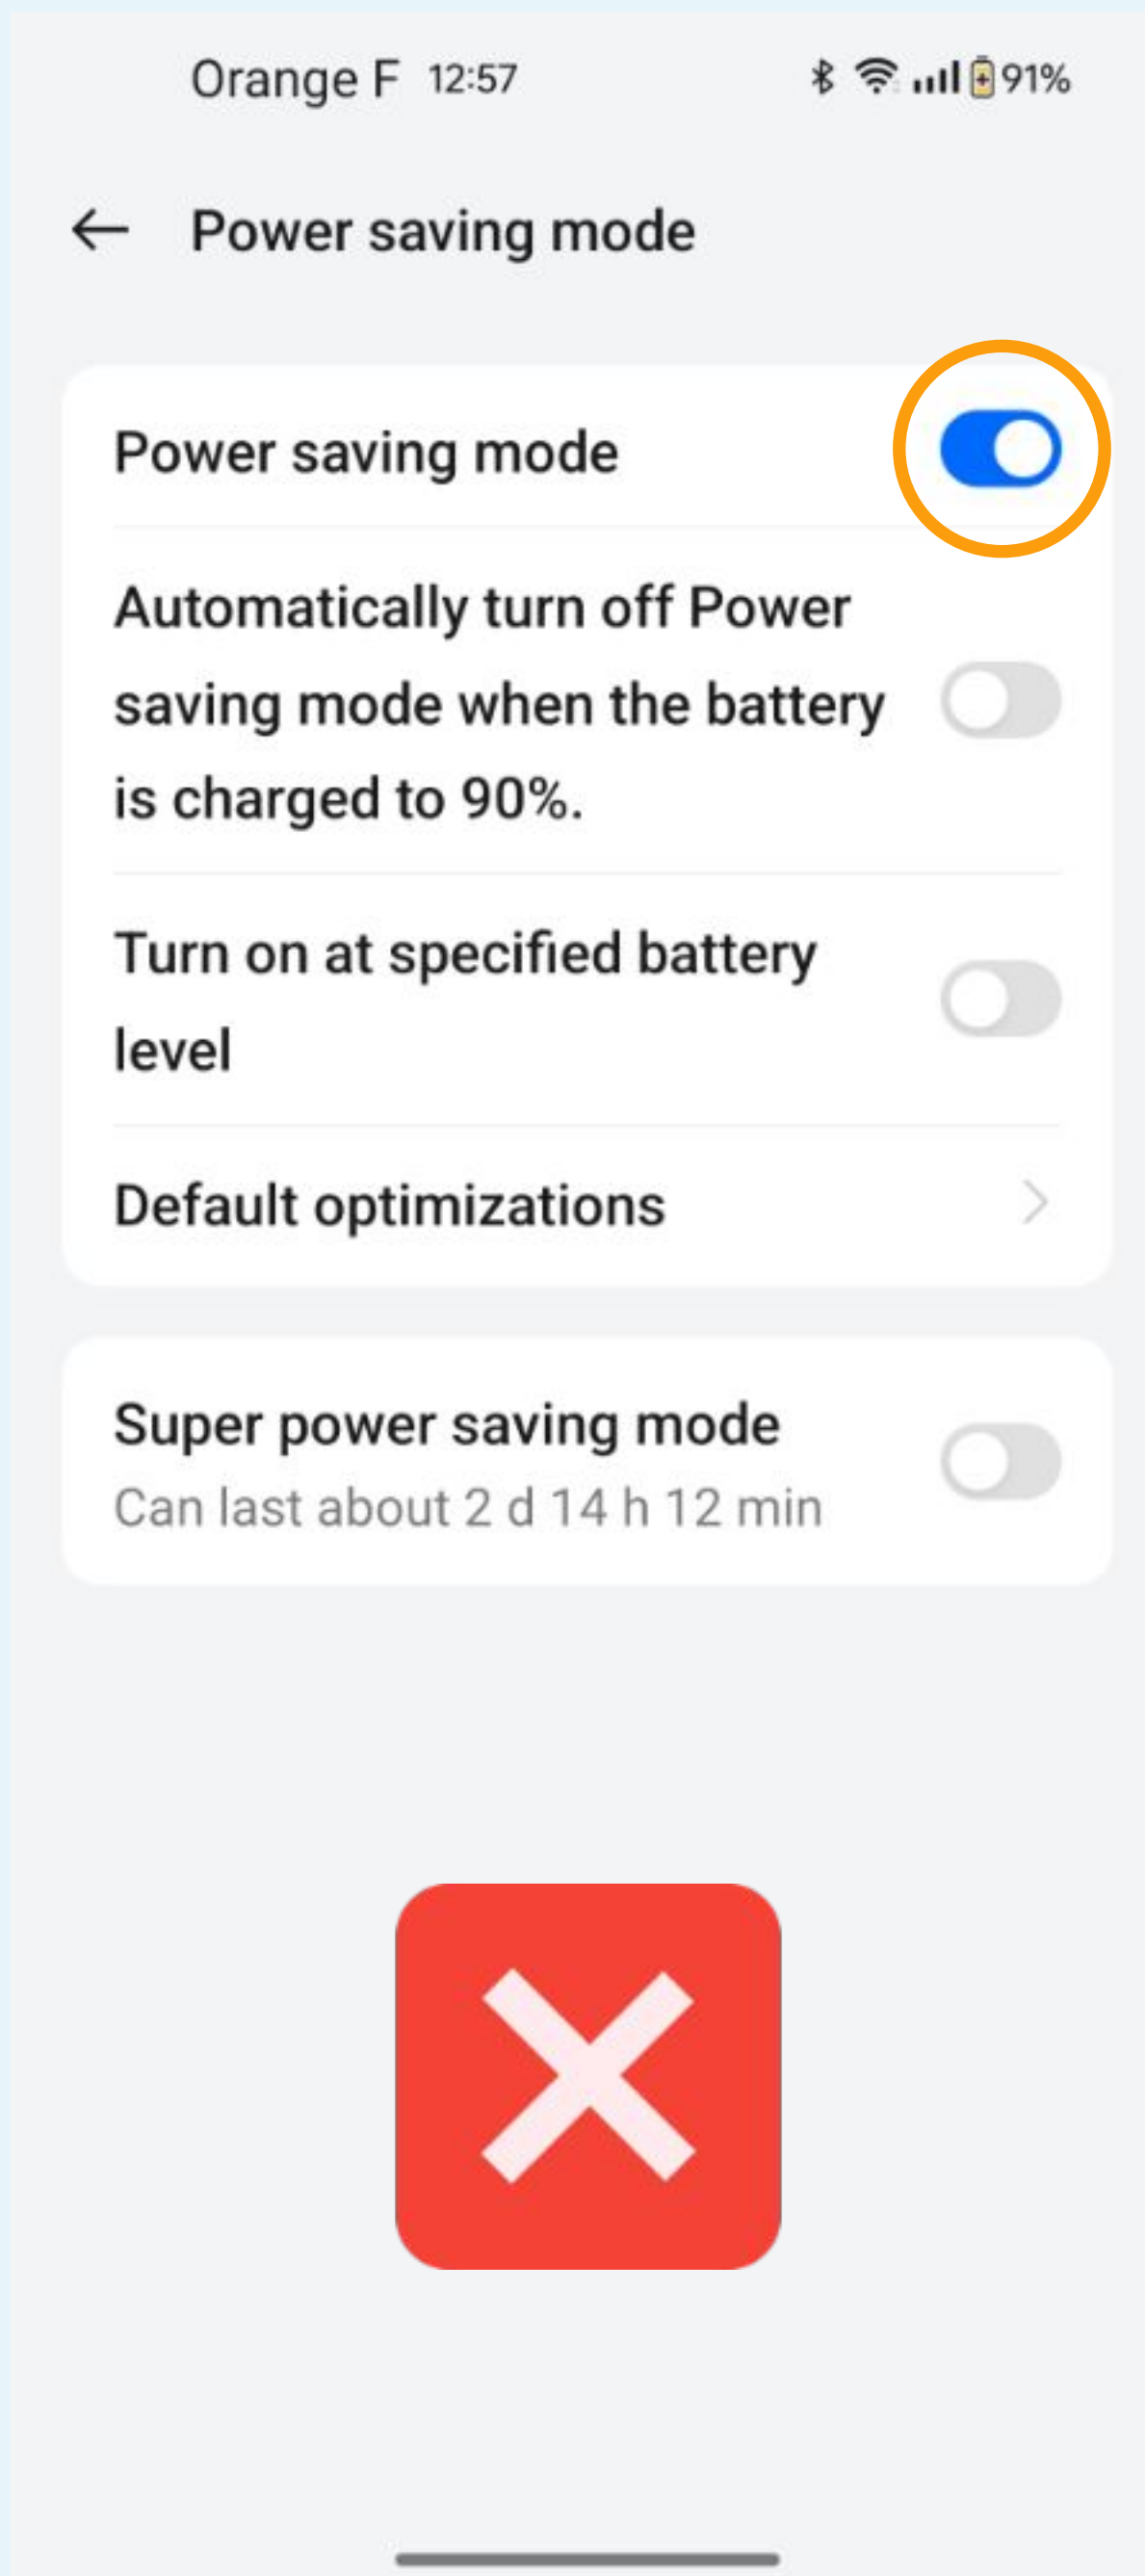 Orange F 12:57 91%
Power saving mode
Power saving mode
Automatically turn off Power
saving mode when the battery
is charged to 90%.
Turn on at specified battery
level
Default optimizations
Super power saving mode
Can last about 2 d 14 h 12 min